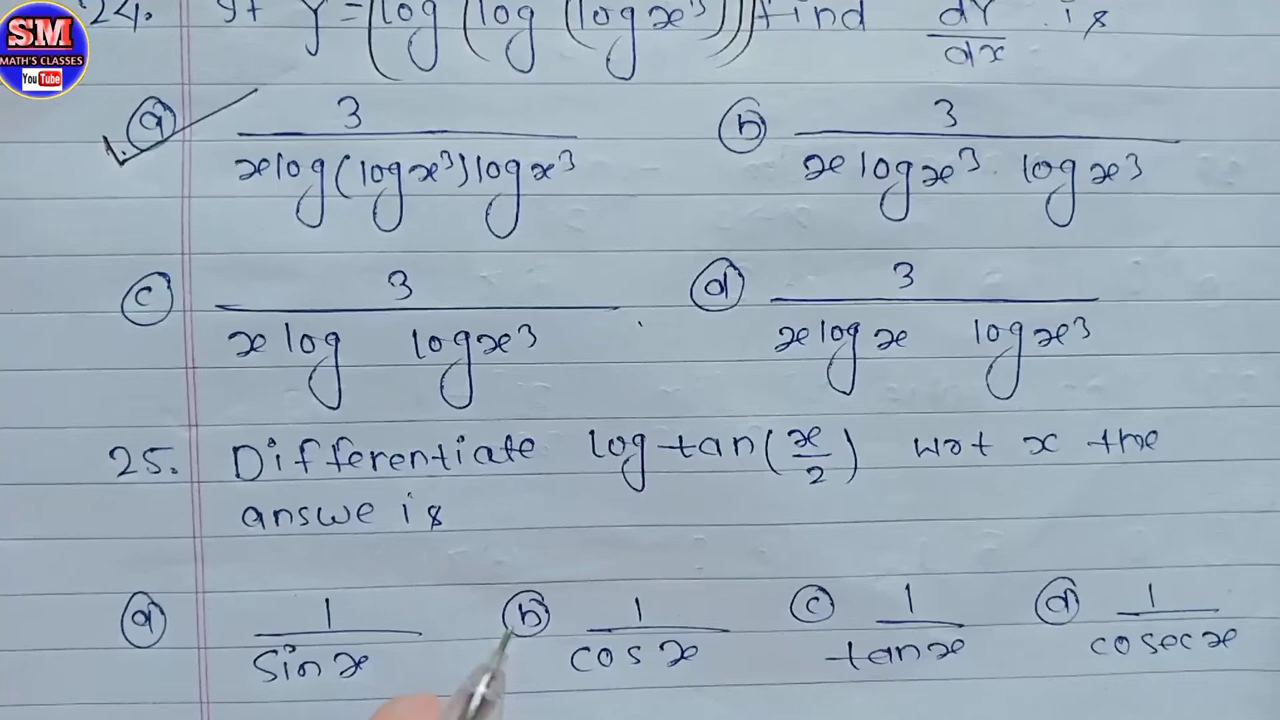 SM
MATH'S CLASSES
YouTube
24. If y = (log (log (log x³))) find dy/dx is
(a) 3 / x log(log x³) log x³
(b) 3 / x log x³. log x³
(c) 3 / x log log x³
(d) 3 / x log x log x³
25. Differentiate log tan(x/2) wrt x the
answe is
(a) 1 / sin x (b) 1 / cos x (c) 1 / tan x (d) 1 / cosec x